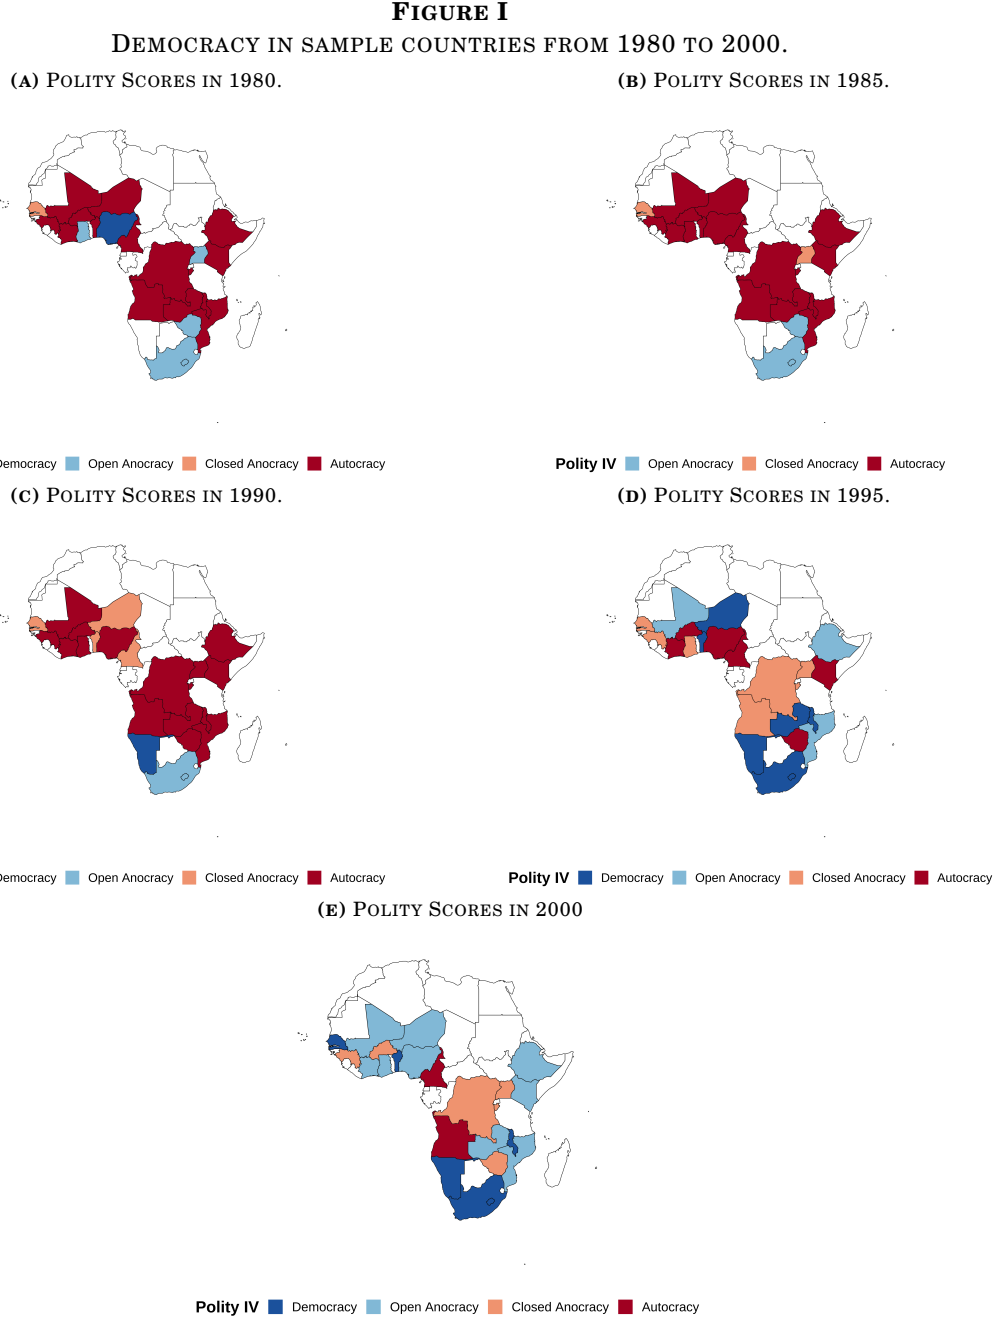 FIGURE I
DEMOCRACY IN SAMPLE COUNTRIES FROM 1980 TO 2000.
(A) POLITY SCORES IN 1980.
(B) POLITY SCORES IN 1985.
Democracy Open Anocracy Closed Anocracy Autocracy
Polity IV Open Anocracy Closed Anocracy Autocracy
(C) POLITY SCORES IN 1990.
(D) POLITY SCORES IN 1995.
Democracy Open Anocracy Closed Anocracy Autocracy
Polity IV Democracy Open Anocracy Closed Anocracy Autocracy
(E) POLITY SCORES IN 2000
Polity IV Democracy Open Anocracy Closed Anocracy Autocracy